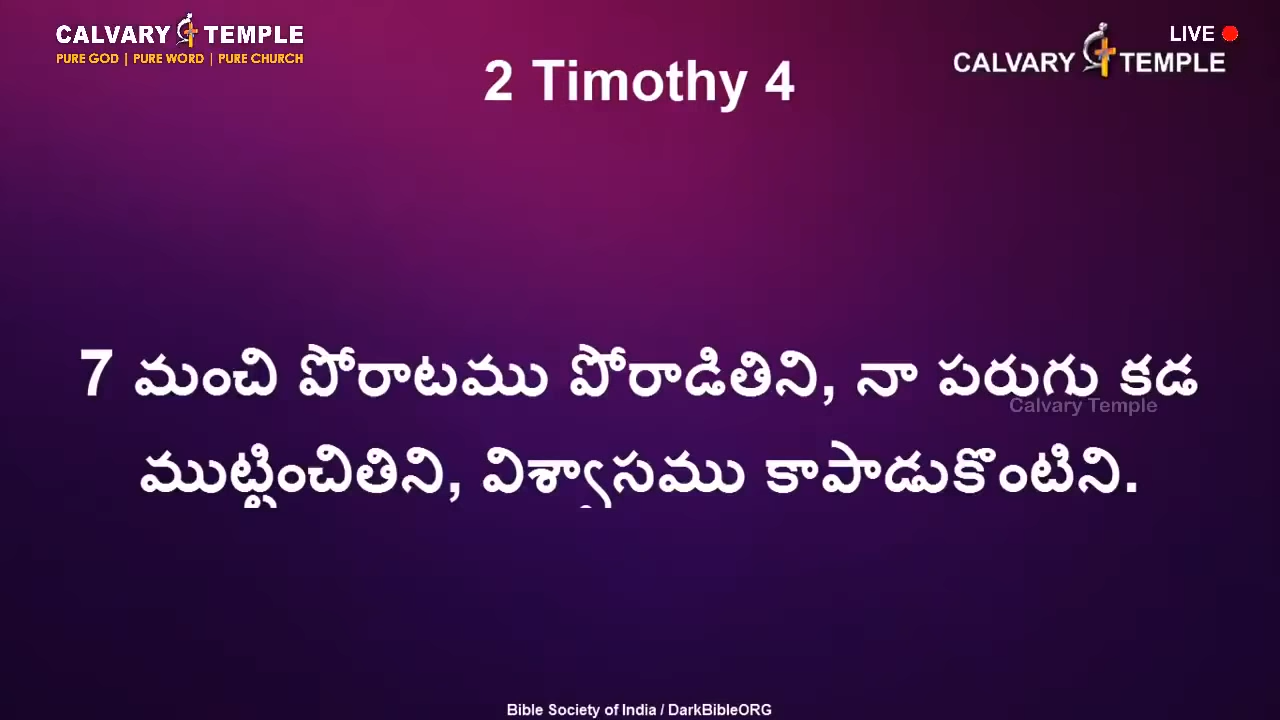 CALVARY TEMPLE
PURE GOD | PURE WORD | PURE CHURCH
LIVE
CALVARY TEMPLE
2 Timothy 4
7 మంచి పోరాటము పోరాడితిని, నా పరుగు కడ
Calvary Temple
ముట్టించితిని, విశ్వాసము కాపాడుకొంటిని.
Bible Society of India / DarkBibleORG